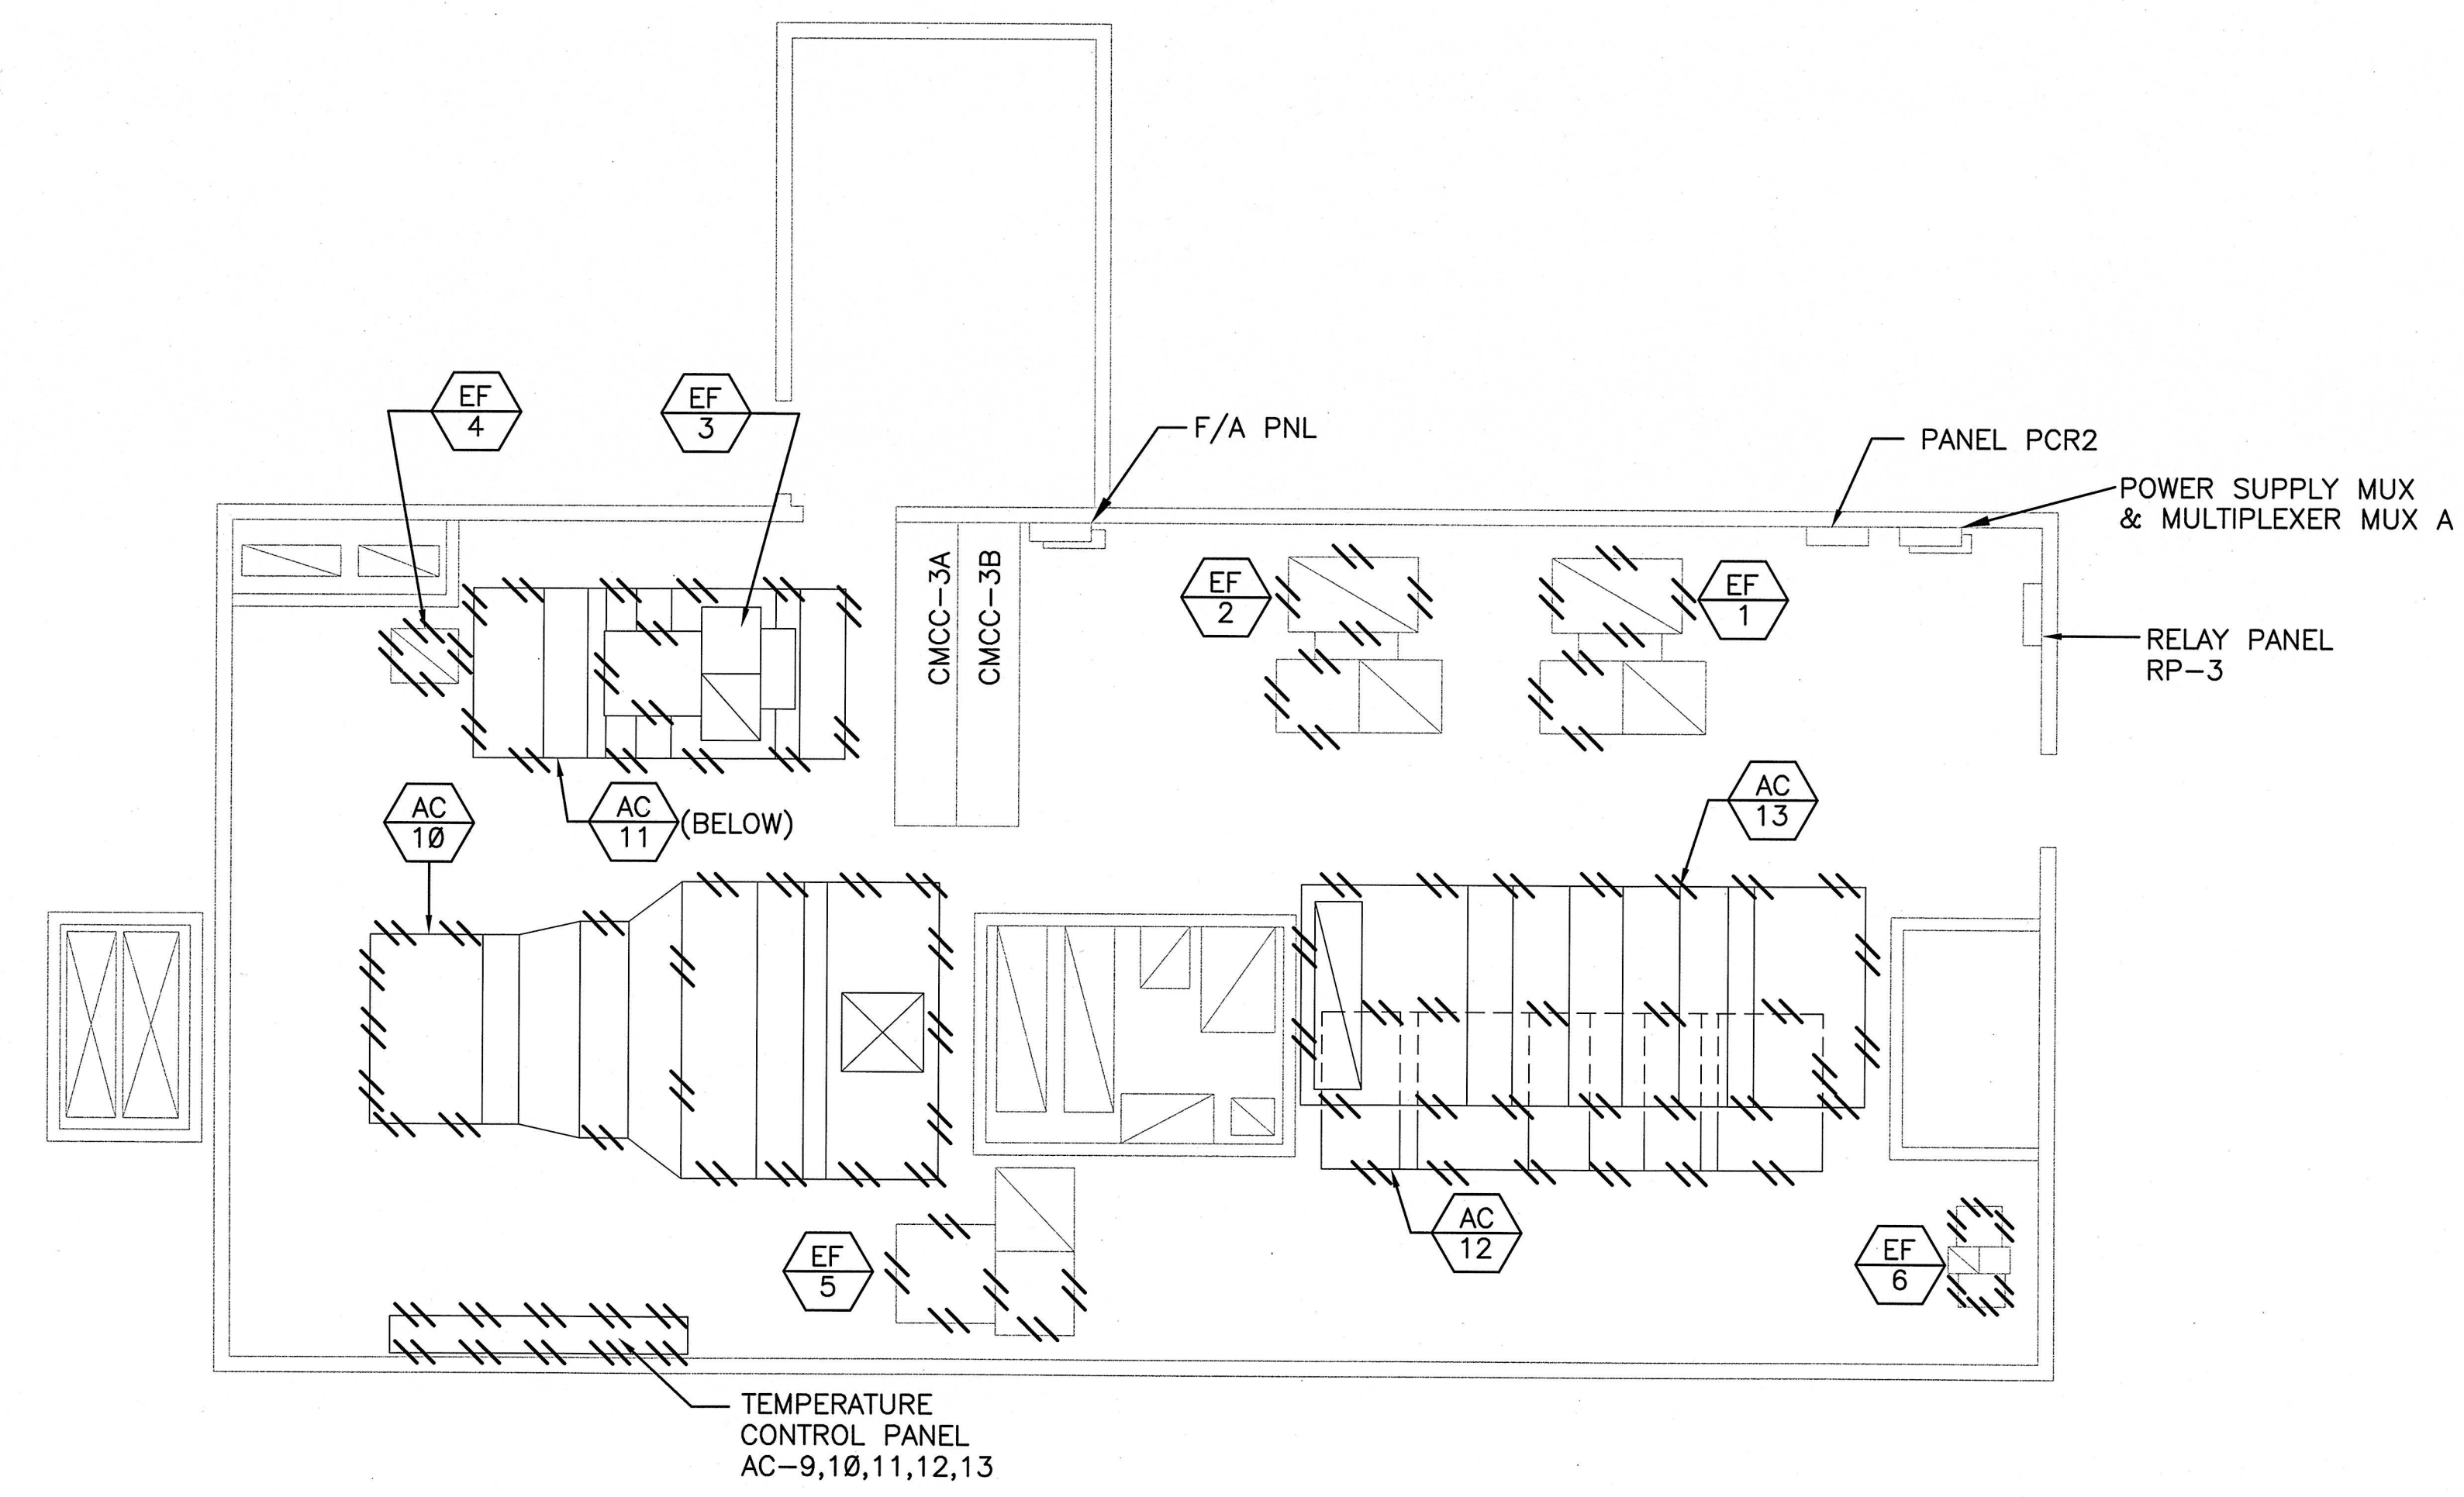 EF
4
EF
3
F/A PNL
PANEL PCR2
POWER SUPPLY MUX
& MULTIPLEXER MUX A
CMCC-3A
CMCC-3B
EF
2
EF
1
RELAY PANEL
RP-3
AC
10
AC
11
(BELOW)
AC
13
AC
12
EF
5
EF
6
TEMPERATURE
CONTROL PANEL
AC-9,10,11,12,13